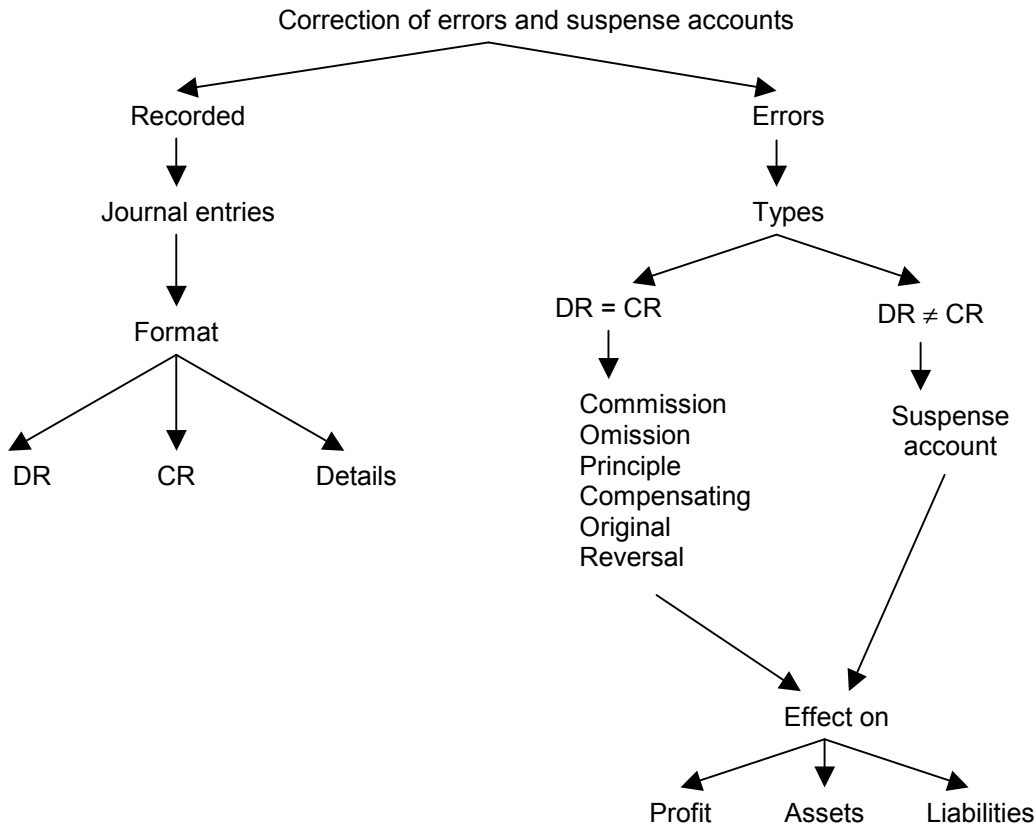 Correction of errors and suspense accounts
Recorded
Errors
Journal entries
Types
Format
DR = CR
DR ≠ CR
DR
CR
Details
Commission
Omission
Principle
Compensating
Original
Reversal
Suspense
account
Effect on
Profit
Assets
Liabilities